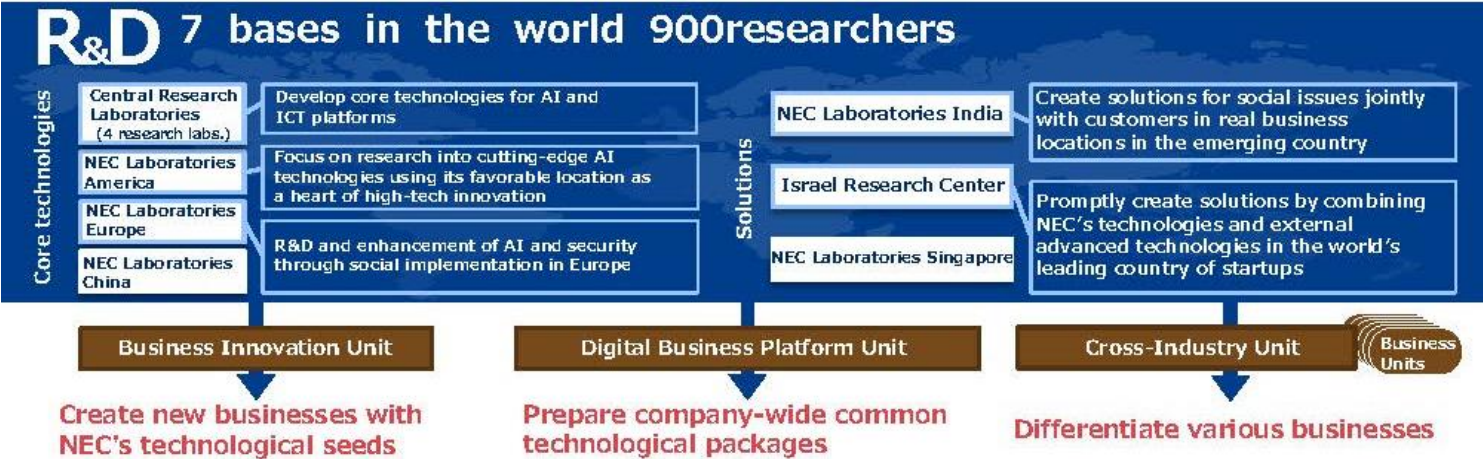 R&D 7 bases in the world 900researchers
Core technologies
Central Research
Laboratories
(4 research labs.)
Develop core technologies for AI and
ICT platforms
NEC Laboratories
America
Focus on research into cutting-edge AI
technologies using its favorable location as
a heart of high-tech innovation
NEC Laboratories
Europe
R&D and enhancement of AI and security
through social implementation in Europe
NEC Laboratories
China
Solutions
NEC Laboratories India
Create solutions for social issues jointly
with customers in real business
locations in the emerging country
Israel Research Center
Promptly create solutions by combining
NEC's technologies and external
advanced technologies in the world's
leading country of startups
NEC Laboratories Singapore
Business Innovation Unit
Digital Business Platform Unit
Cross-Industry Unit
Business
Units
Create new businesses with
NEC's technological seeds
Prepare company-wide common
technological packages
Differentiate various businesses